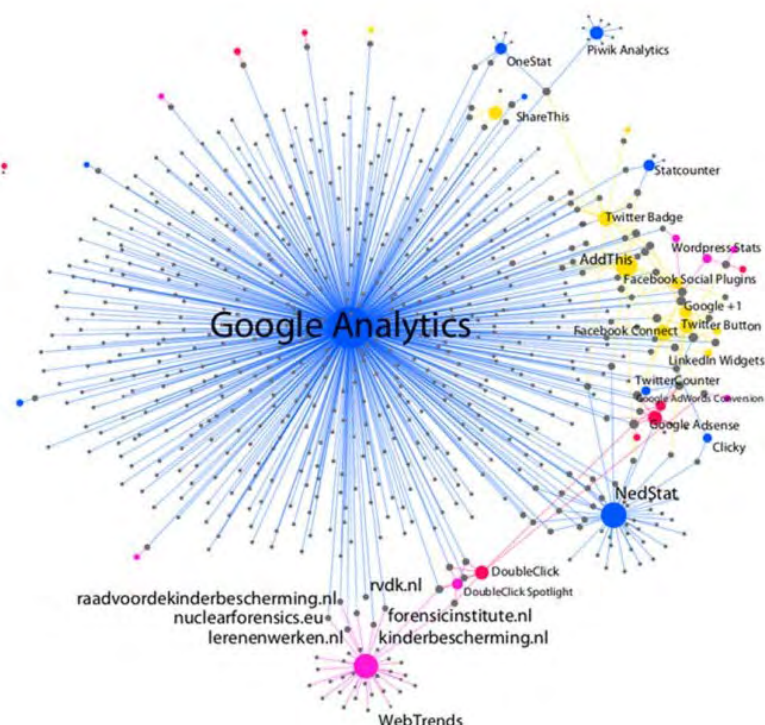 Piwik Analytics
OneStat
ShareThis
Statcounter
Twitter Badge
Wordpress Stats
AddThis
Facebook Social Plugins
Google +1
Google Analytics
Facebook Connect
Twitter Button
LinkedIn Widgets
TwitterCounter
Google AdWords Conversion
Google Adsense
Clicky
NedStat
DoubleClick
rvdk.nl
DoubleClick Spotlight
raadvoordekinderbescherming.nl
nuclearforensics.eu
forensicinstitute.nl
lerenenwerken.nl
kinderbescherming.nl
WebTrends